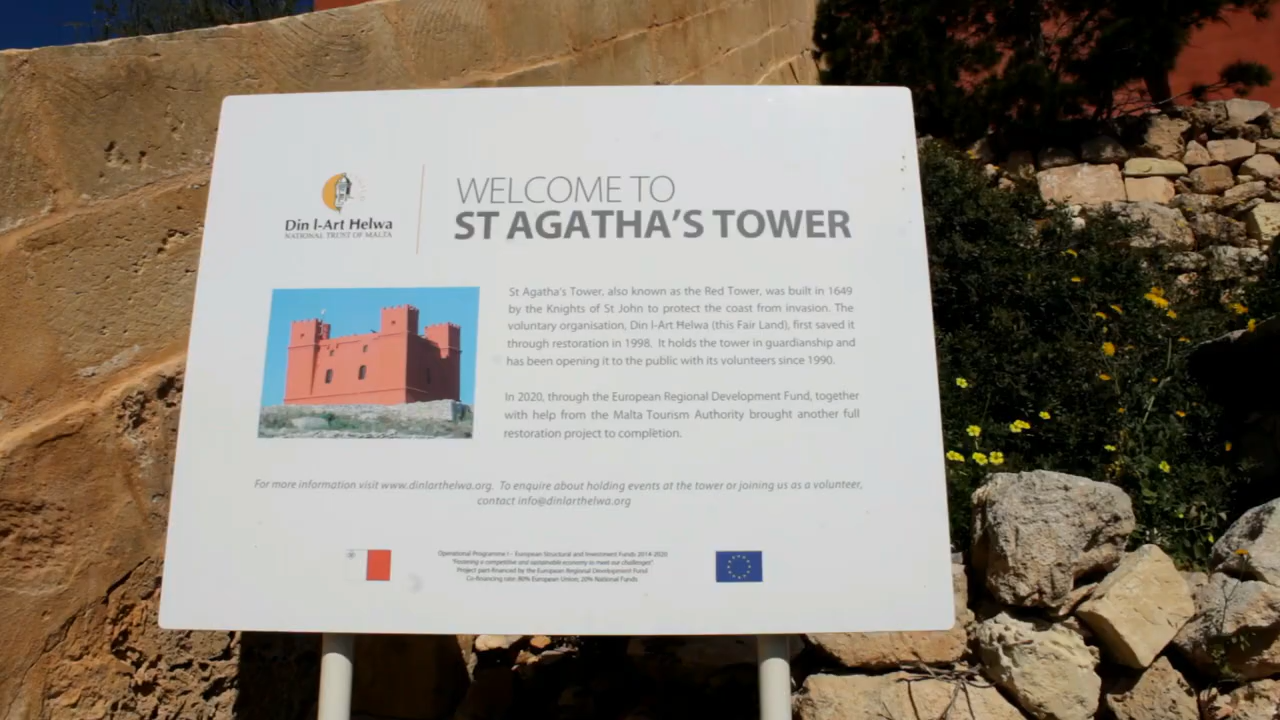 Din l-Art Ħelwa
NATIONAL TRUST OF MALTA
WELCOME TO
ST AGATHA'S TOWER
St Agatha's Tower, also known as the Red Tower, was built in 1649
by the Knights of St John to protect the coast from invasion. The
voluntary organisation, Din l-Art Ħelwa (this Fair Land), first saved it
through restoration in 1998. It holds the tower in guardianship and
has been opening it to the public with its volunteers since 1990.
In 2020, through the European Regional Development Fund, together
with help from the Malta Tourism Authority brought another full
restoration project to completion.
For more information visit www.dinlarthelwa.org. To enquire about holding events at the tower or joining us as a volunteer,
contact info@dinlarthelwa.org
Operational Programme I - European Structural and Investment Funds 2014-2020
"Fostering a competitive and sustainable economy to meet our challenges"
Project part-financed by the European Regional Development Fund
Co-financing rate: 80% European Union; 20% National Funds